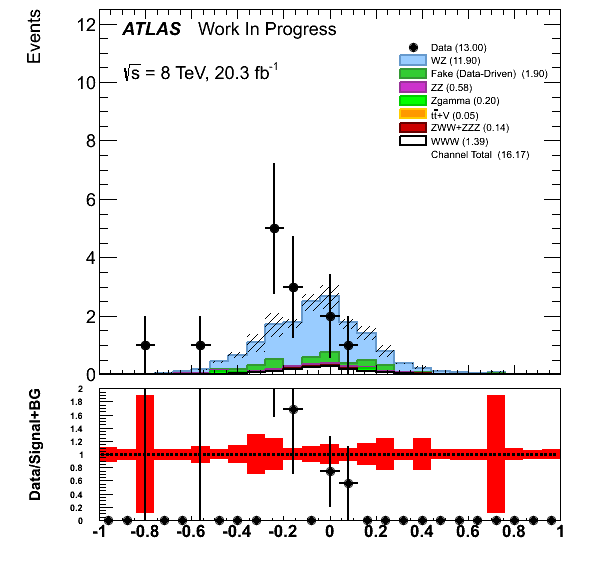 Events
ATLAS Work In Progress
√s = 8 TeV, 20.3 fb-1
Data (13.00)
WZ (11.90)
Fake (Data-Driven) (1.90)
ZZ (0.58)
Zgamma (0.20)
tt̄+V (0.05)
ZWW+ZZZ (0.14)
WWW (1.39)
Channel Total (16.17)
12
10
8
6
4
2
0
Data/Signal+BG
2
1.8
1.6
1.4
1.2
1
0.8
0.6
0.4
0.2
0
-1 -0.8 -0.6 -0.4 -0.2 0 0.2 0.4 0.6 0.8 1